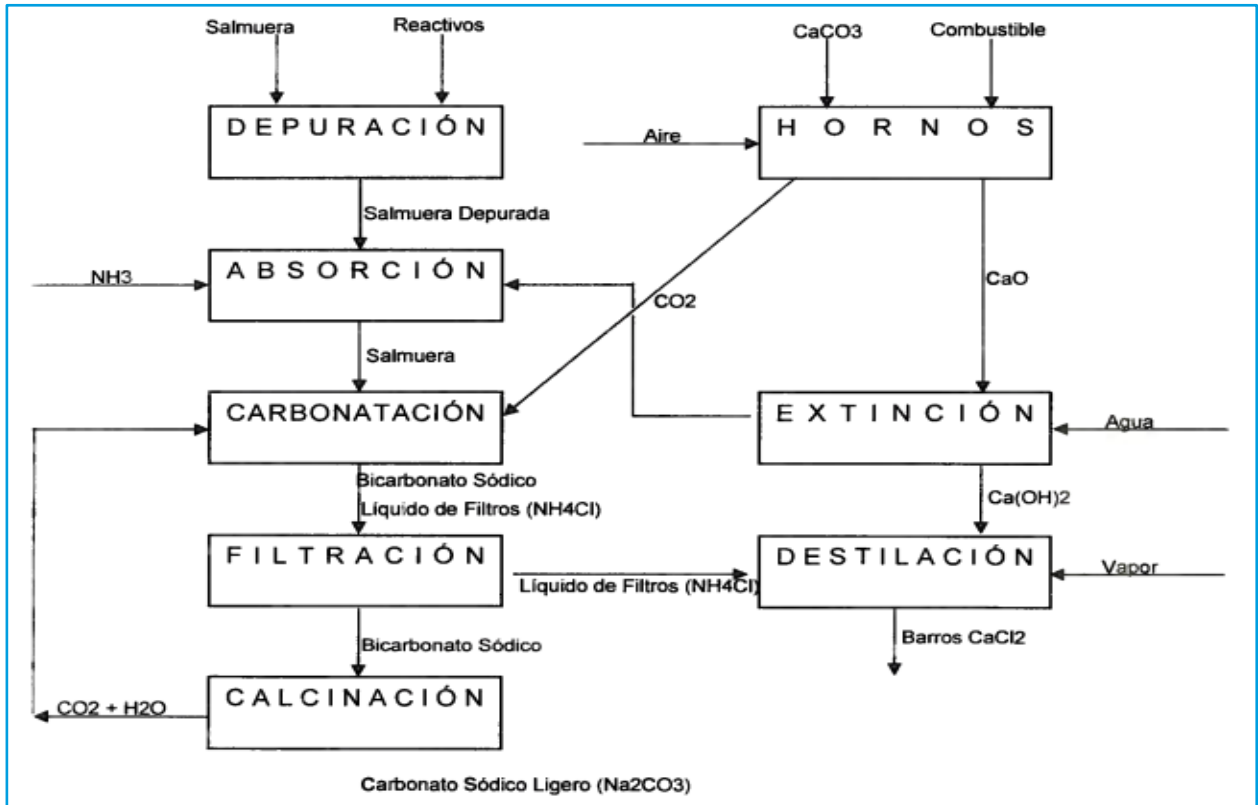 Salmuera
Reactivos
CaCO3
Combustible
DEPURACIÓN
HORNOS
Aire
Salmuera Depurada
ABSORCIÓN
NH3
CO2
CaO
Salmuera
CARBONATACIÓN
EXTINCIÓN
Agua
Bicarbonato Sódico
Líquido de Filtros (NH4Cl)
Ca(OH)2
FILTRACIÓN
DESTILACIÓN
Líquido de Filtros (NH4Cl)
Vapor
Bicarbonato Sódico
Barros CaCl2
CALCINACIÓN
CO2 + H2O
Carbonato Sódico Ligero (Na2CO3)